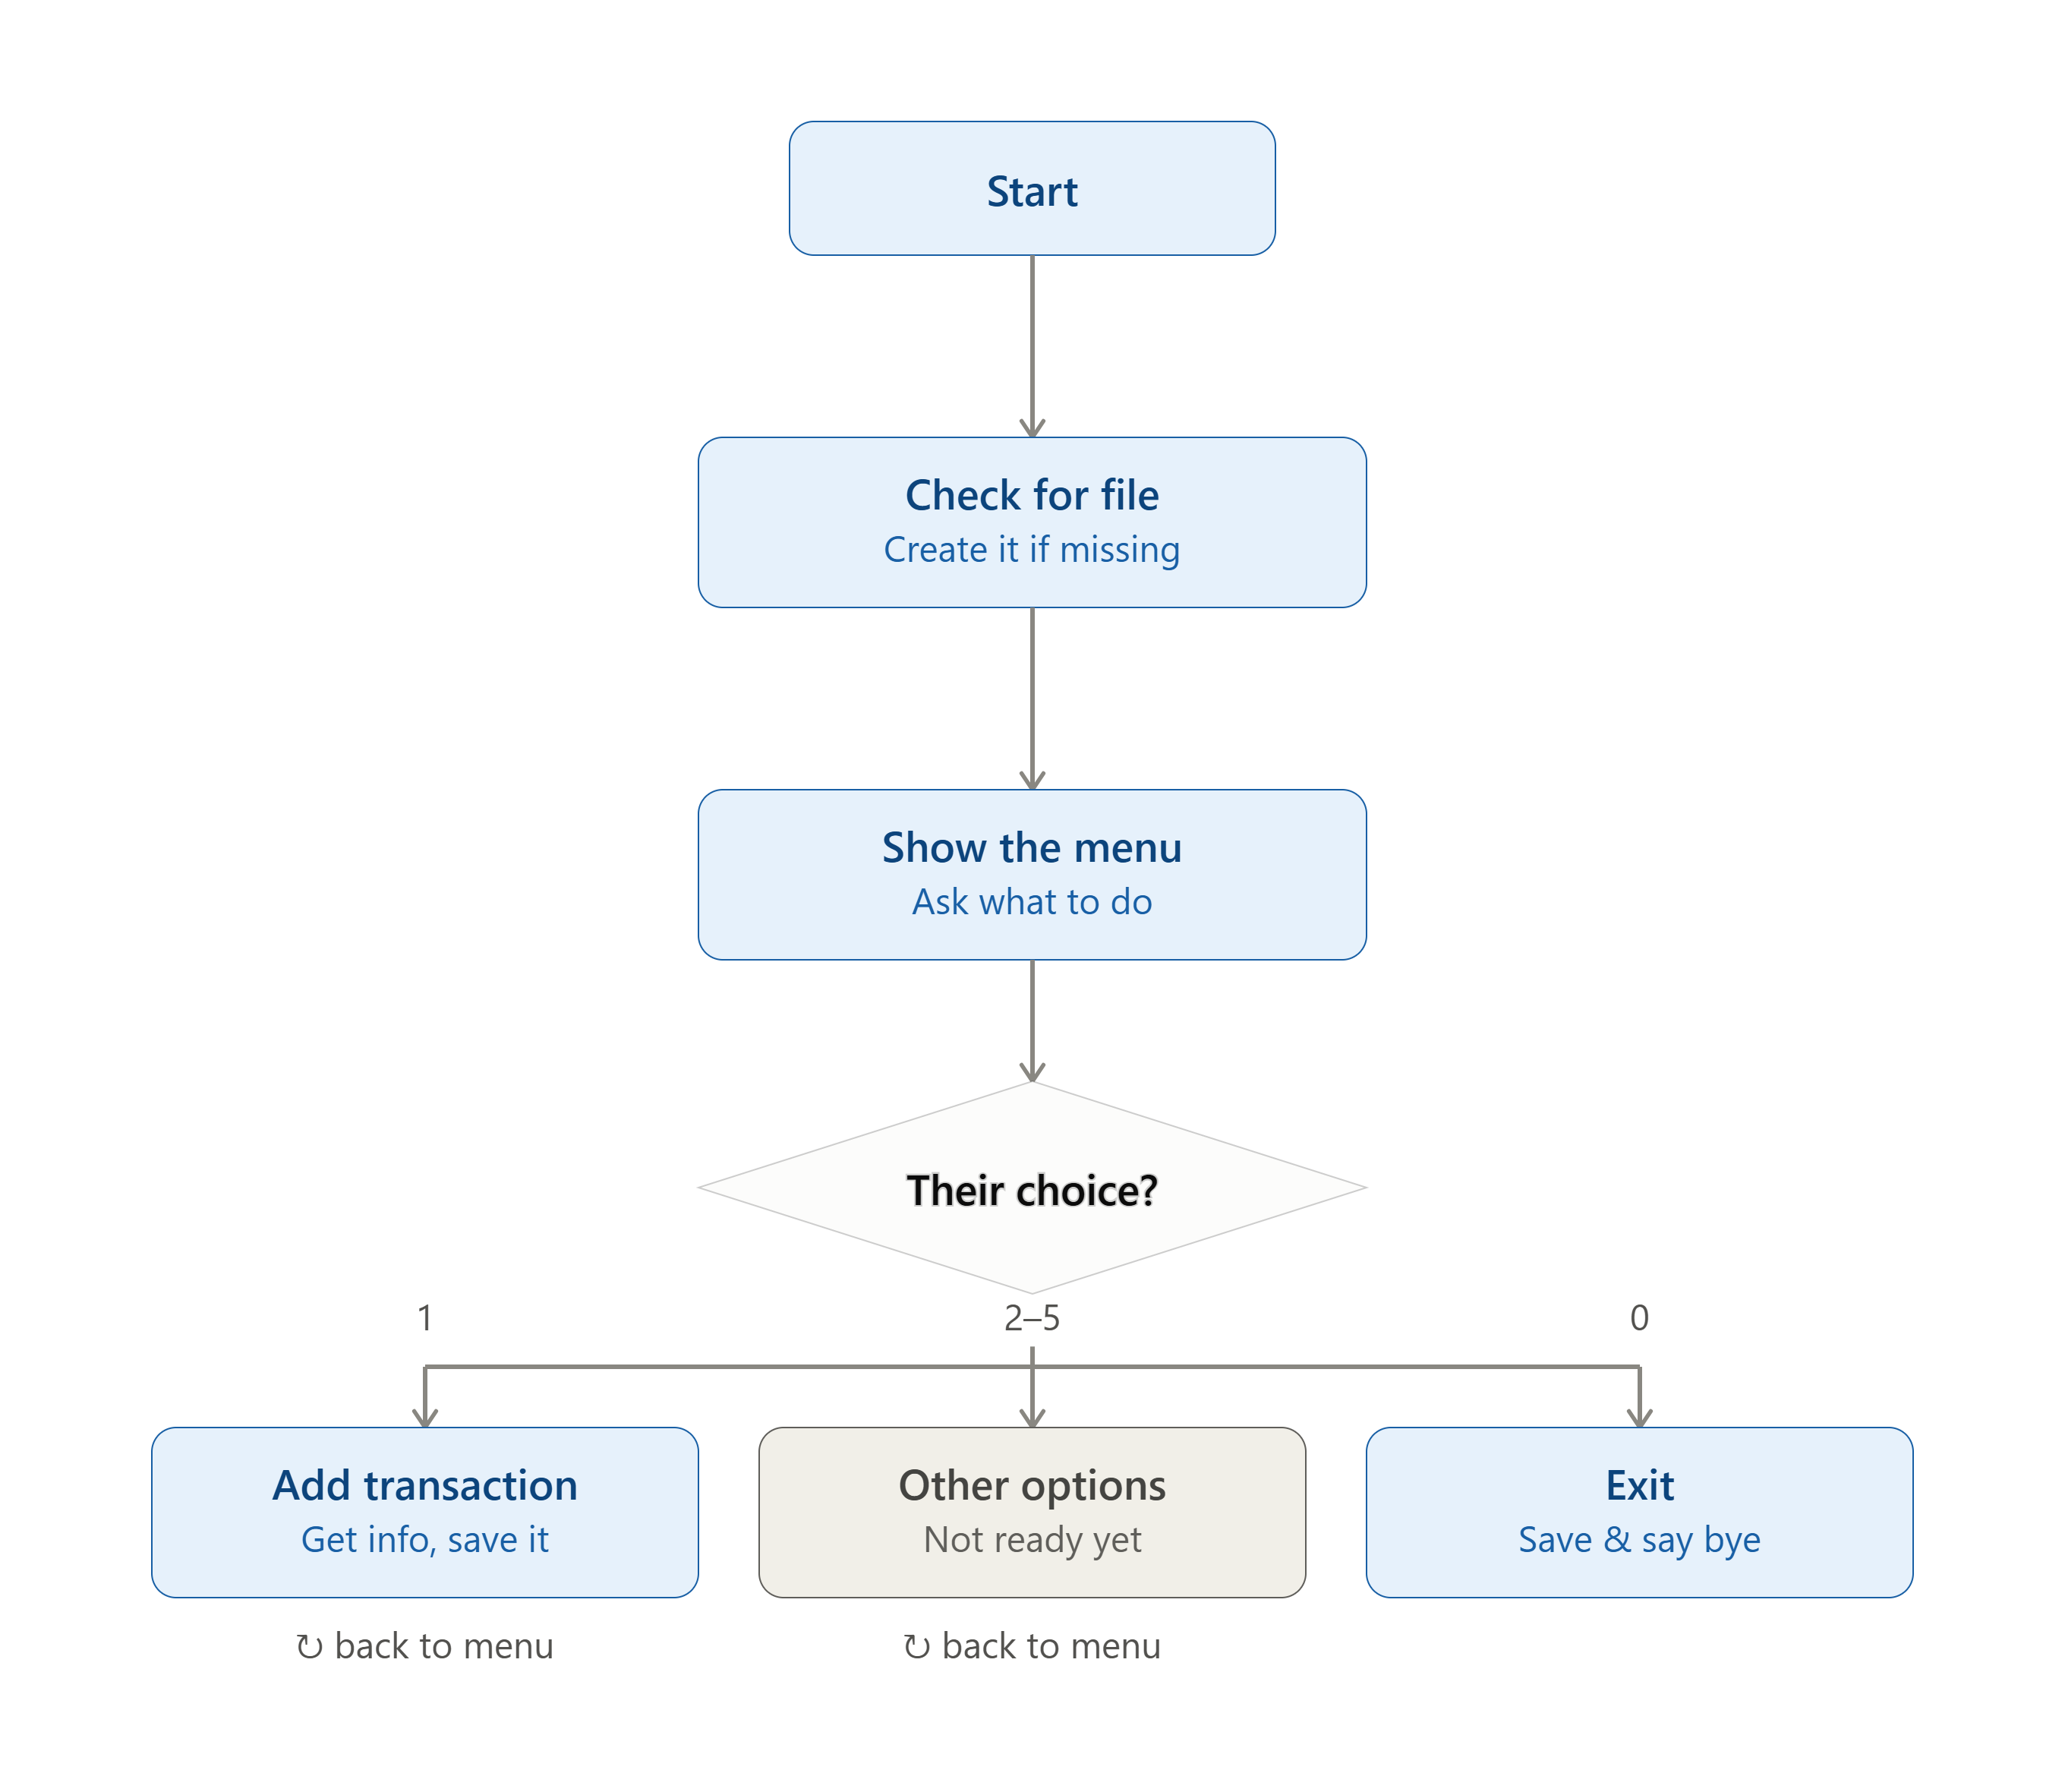 Start
Check for file
Create it if missing
Show the menu
Ask what to do
Their choice?
1
2–5
0
Add transaction
Get info, save it
Other options
Not ready yet
Exit
Save & say bye
↻ back to menu
↻ back to menu